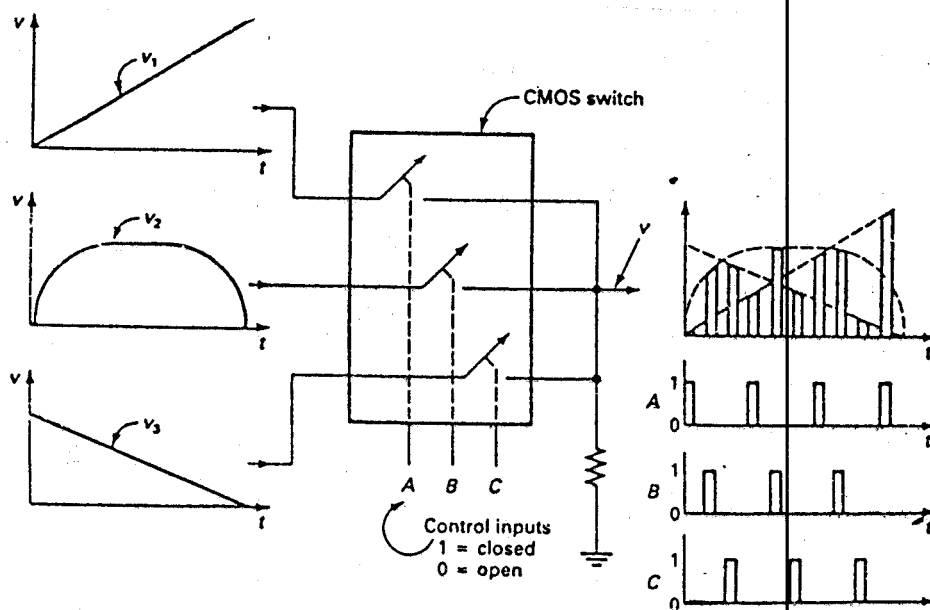 v
v1
t
CMOS switch
v
v2
t
v
v
v3
t
A B C
Control inputs
1 = closed
0 = open
t
A
1
0
t
B
1
0
t
C
1
0